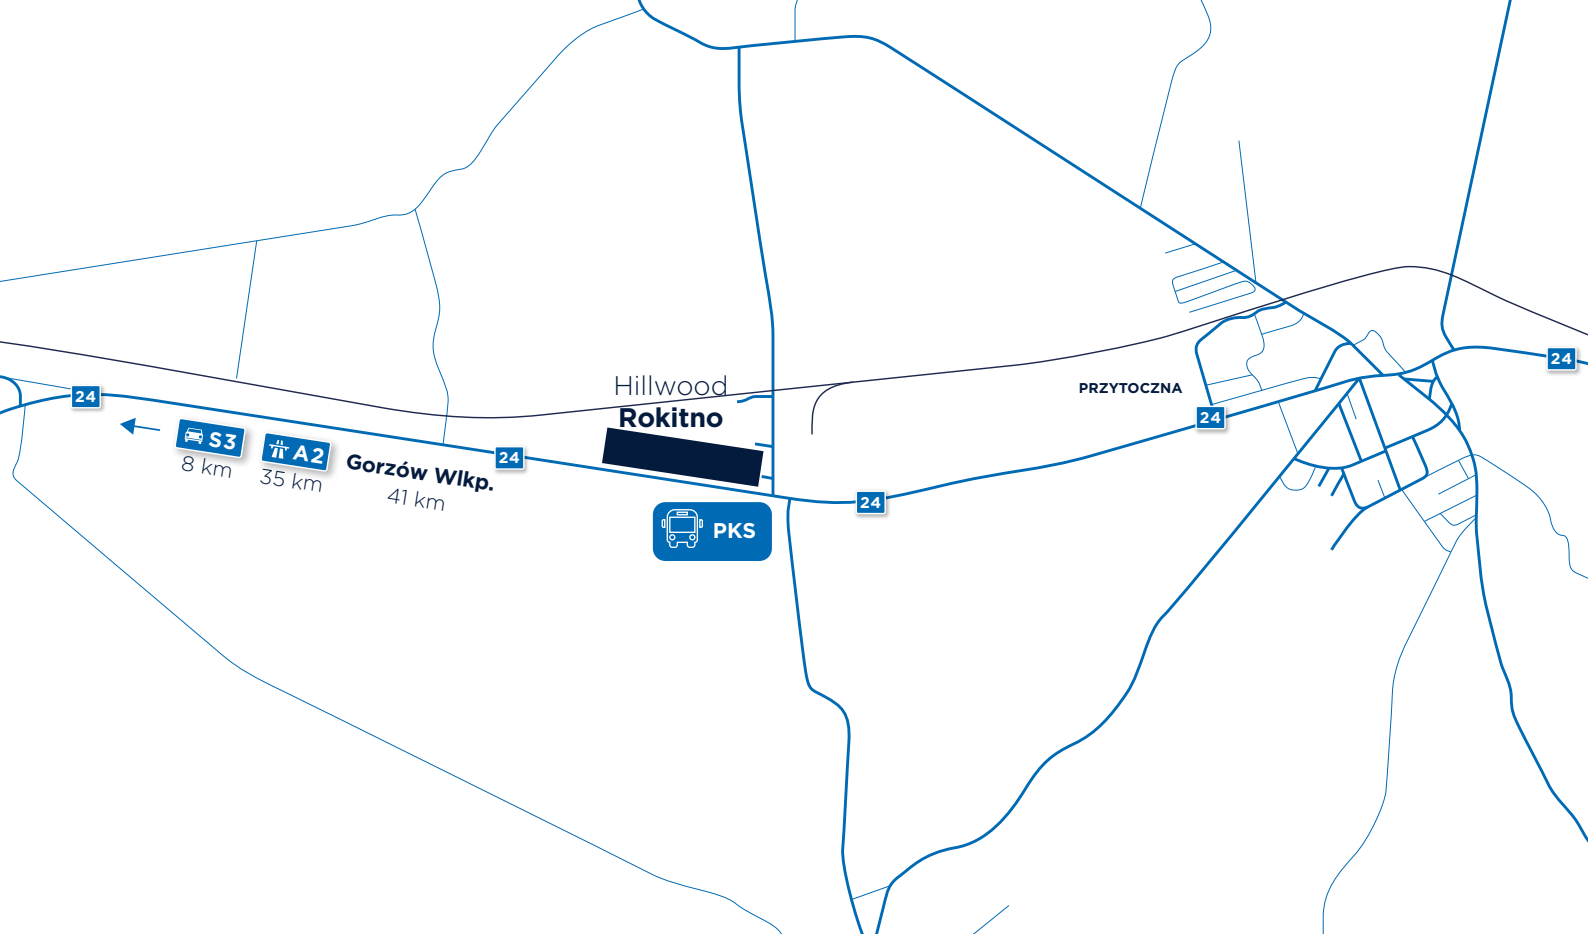 24
Hillwood
Rokitno
PRZYTOCZNA
24
24
S3
8 km
A2
35 km
Gorzów Wlkp.
41 km
24
24
PKS